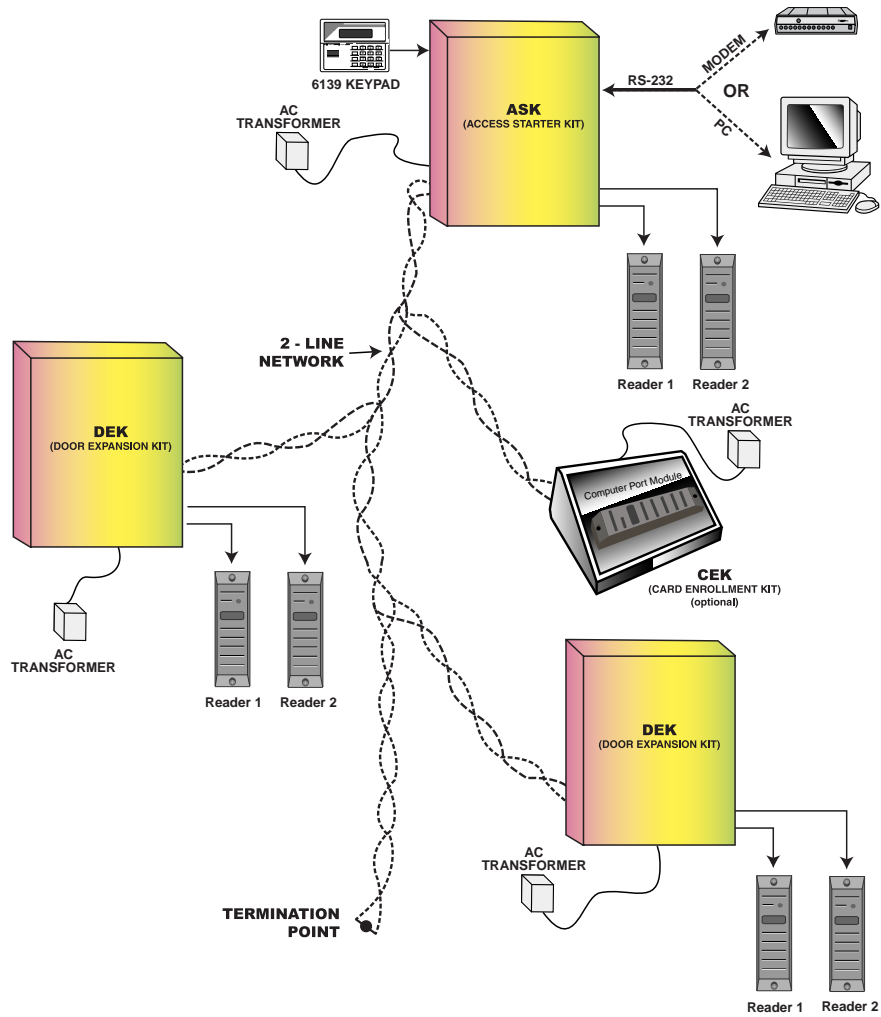 6139 KEYPAD
ASK
(ACCESS STARTER KIT)
RS-232
MODEM
OR
PC
AC
TRANSFORMER
Reader 1
Reader 2
2 - LINE
NETWORK
DEK
(DOOR EXPANSION KIT)
AC
TRANSFORMER
Reader 1
Reader 2
AC
TRANSFORMER
Computer Port Module
CEK
(CARD ENROLLMENT KIT)
(optional)
DEK
(DOOR EXPANSION KIT)
AC
TRANSFORMER
Reader 1
Reader 2
TERMINATION
POINT